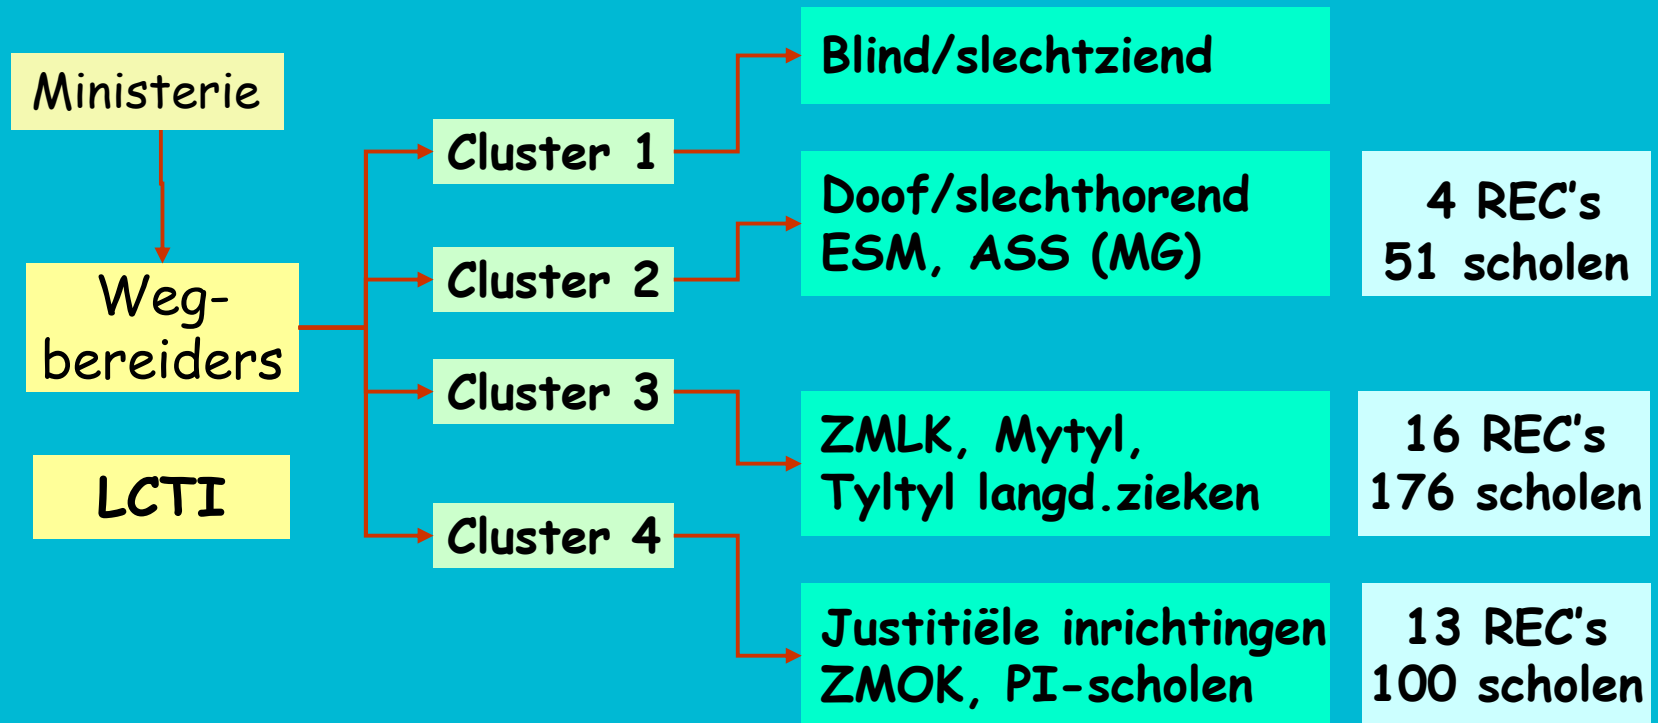 Ministerie
Weg-
bereiders
LCTI
Cluster 1
Cluster 2
Cluster 3
Cluster 4
Blind/slechtziend
Doof/slechthorend
ESM, ASS (MG)
4 REC's
51 scholen
ZMLK, Mytyl,
Tyltyl langd.zieken
16 REC's
176 scholen
Justitiële inrichtingen
ZMOK, PI-scholen
13 REC's
100 scholen